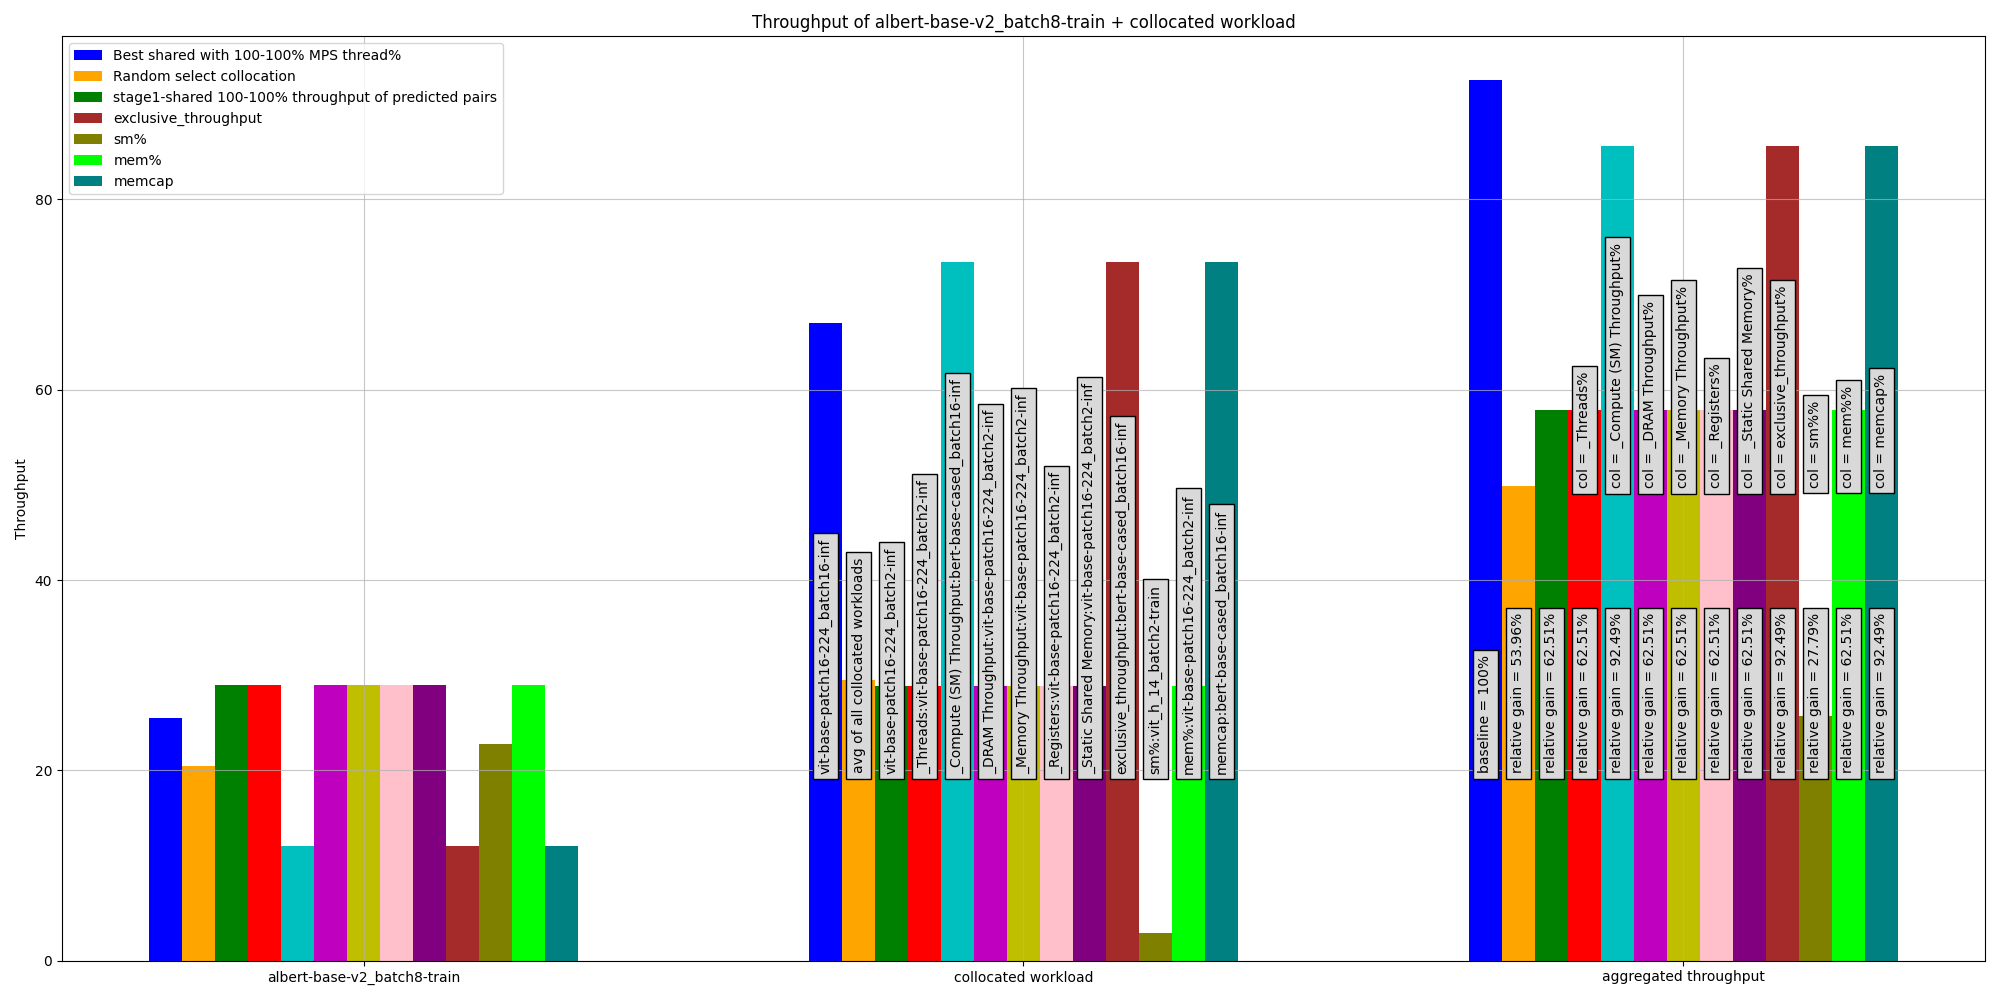 Throughput of albert-base-v2_batch8-train + collocated workload
Best shared with 100-100% MPS thread%
Random select collocation
stage1-shared 100-100% throughput of predicted pairs
exclusive_throughput
sm%
mem%
memcap
Throughput
80
60
40
20
0
vit-base-patch16-224_batch16-inf
avg of all collocated workloads
vit-base-patch16-224_batch2-inf
_Threads:vit-base-patch16-224_batch2-inf
_Compute (SM) Throughput:bert-base-cased_batch16-inf
_DRAM Throughput:vit-base-patch16-224_batch2-inf
_Memory Throughput:vit-base-patch16-224_batch2-inf
_Registers:vit-base-patch16-224_batch2-inf
_Static Shared Memory:vit-base-patch16-224_batch2-inf
exclusive_throughput:bert-base-cased_batch16-inf
sm%:vit_h_14_batch2-train
mem%:vit-base-patch16-224_batch2-inf
memcap:bert-base-cased_batch16-inf
col = _Threads%
col = _Compute (SM) Throughput%
col = _DRAM Throughput%
col = _Memory Throughput%
col = _Registers%
col = _Static Shared Memory%
col = exclusive_throughput%
col = sm%%
col = mem%%
col = memcap%
baseline = 100%
relative gain = 53.96%
relative gain = 62.51%
relative gain = 62.51%
relative gain = 92.49%
relative gain = 62.51%
relative gain = 62.51%
relative gain = 62.51%
relative gain = 62.51%
relative gain = 92.49%
relative gain = 27.79%
relative gain = 62.51%
relative gain = 92.49%
albert-base-v2_batch8-train
collocated workload
aggregated throughput